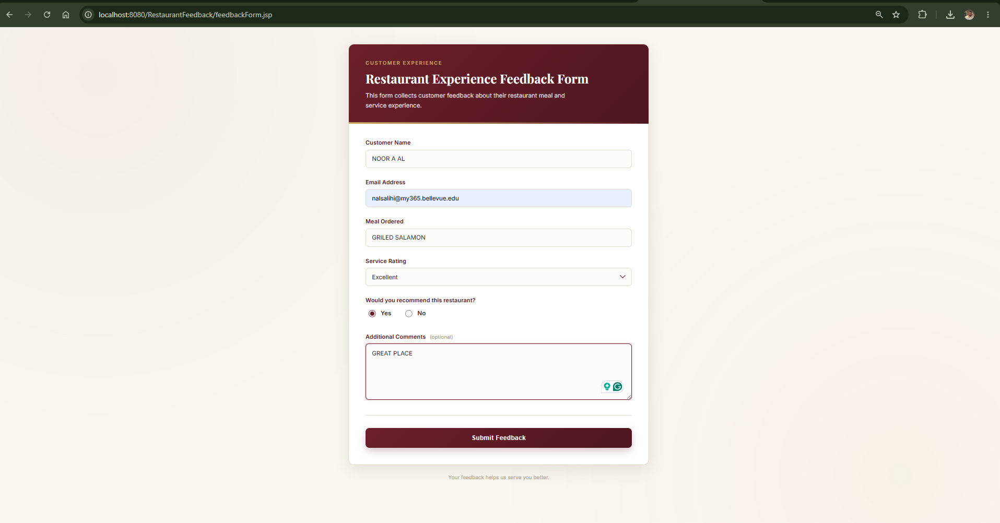 localhost:8080/RestaurantFeedback/feedbackForm.jsp
CUSTOMER EXPERIENCE
Restaurant Experience Feedback Form
This form collects customer feedback about their restaurant meal and
service experience.
Customer Name
NOOR A AL
Email Address
nalsalihi@my365.bellevue.edu
Meal Ordered
GRILED SALAMON
Service Rating
Excellent
Would you recommend this restaurant?
Yes No
Additional Comments (optional)
GREAT PLACE
Submit Feedback
Your feedback helps us serve you better.